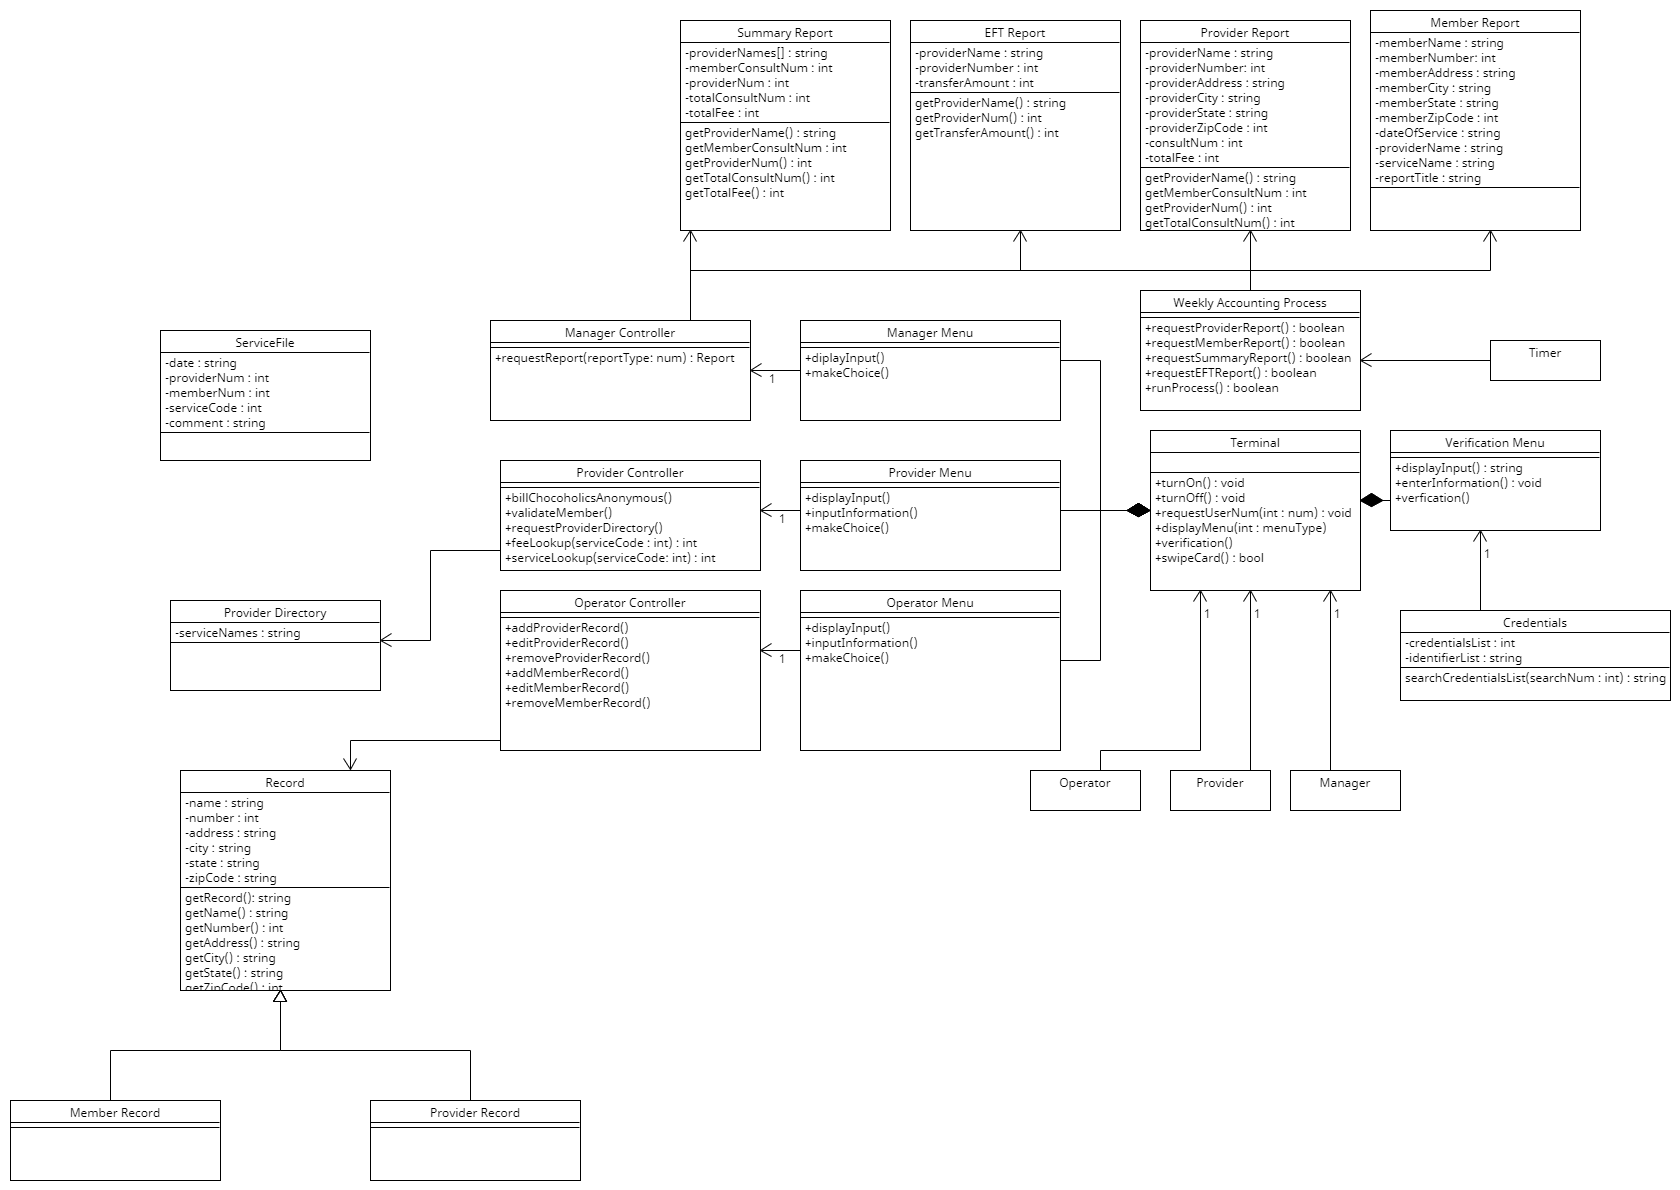 Summary Report
-providerNames[] : string
-memberConsultNum : int
-providerNum : int
-totalConsultNum : int
-totalFee : int
getProviderName() : string
getMemberConsultNum : int
getProviderNum() : int
getTotalConsultNum() : int
getTotalFee() : int
EFT Report
-providerName : string
-providerNumber : int
-transferAmount : int
getProviderName() : string
getProviderNum() : int
getTransferAmount() : int
Provider Report
-providerName : string
-providerNumber: int
-providerAddress : string
-providerCity : string
-providerState : string
-providerZipCode : int
-consultNum : int
-totalFee : int
getProviderName() : string
getMemberConsultNum : int
getProviderNum() : int
getTotalConsultNum() : int
Member Report
-memberName : string
-memberNumber: int
-memberAddress : string
-memberCity : string
-memberState : string
-memberZipCode : int
-dateOfService : string
-providerName : string
-serviceName : string
-reportTitle : string
ServiceFile
-date : string
-providerNum : int
-memberNum : int
-serviceCode : int
-comment : string
Manager Controller
+requestReport(reportType: num) : Report
1
Manager Menu
+diplayInput()
+makeChoice()
Weekly Accounting Process
+requestProviderReport() : boolean
+requestMemberReport() : boolean
+requestSummaryReport() : boolean
+requestEFTReport() : boolean
+runProcess() : boolean
Timer
Provider Controller
+billChocoholicsAnonymous()
+validateMember()
+requestProviderDirectory()
+feeLookup(serviceCode : int) : int
+serviceLookup(serviceCode: int) : int
1
Provider Menu
+displayInput()
+inputInformation()
+makeChoice()
Terminal
+turnOn() : void
+turnOff() : void
+requestUserNum(int : num) : void
+displayMenu(int : menuType)
+verification()
+swipeCard() : bool
Verification Menu
+displayInput() : string
+enterInformation() : void
+verfication()
1
Provider Directory
-serviceNames : string
Operator Controller
+addProviderRecord()
+editProviderRecord()
+removeProviderRecord()
+addMemberRecord()
+editMemberRecord()
+removeMemberRecord()
1
Operator Menu
+displayInput()
+inputInformation()
+makeChoice()
1
1
1
Credentials
-credentialsList : int
-identifierList : string
searchCredentialsList(searchNum : int) : string
Operator
Provider
Manager
Record
-name : string
-number : int
-address : string
-city : string
-state : string
-zipCode : string
getRecord(): string
getName() : string
getNumber() : int
getAddress() : string
getCity() : string
getState() : string
getZipCode() : int
Member Record
Provider Record